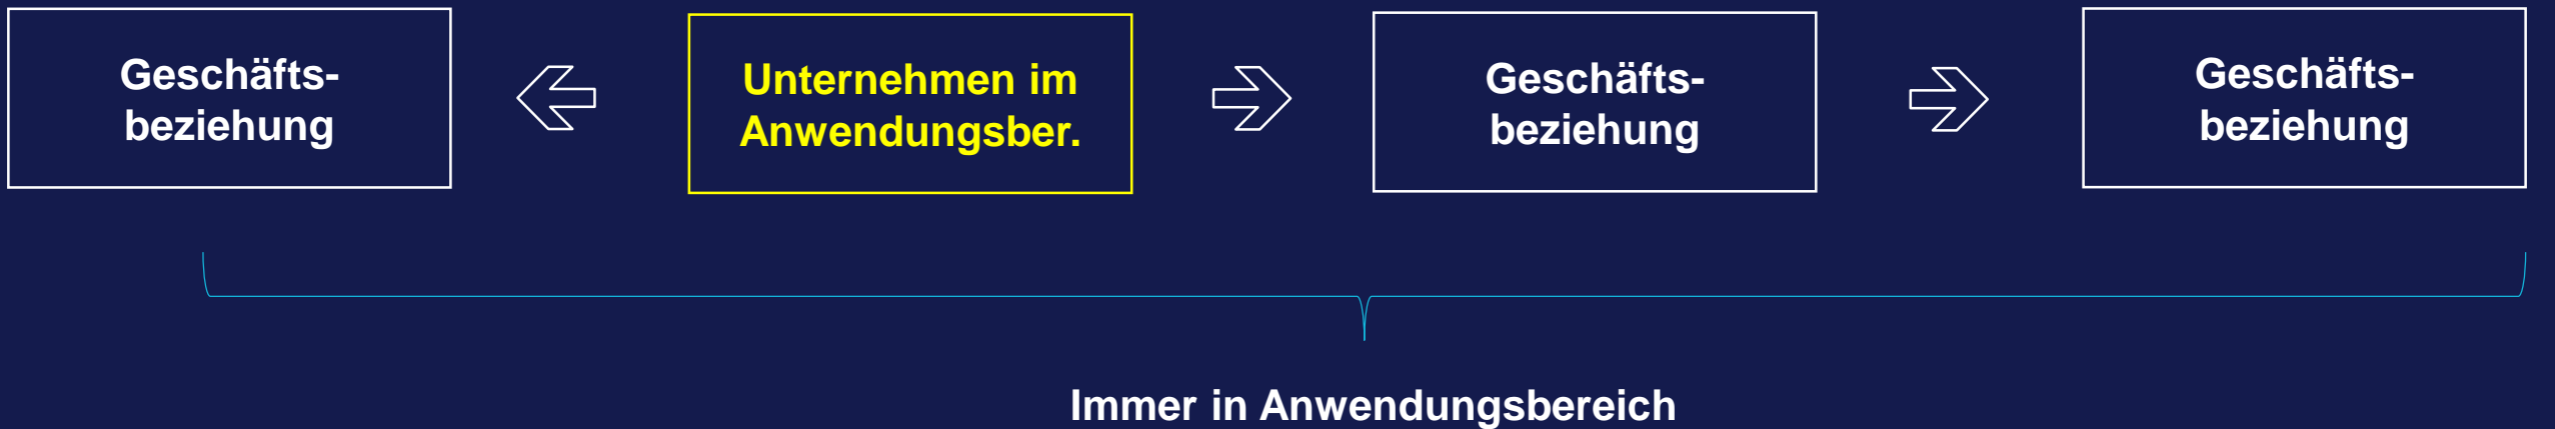 Geschäfts-
beziehung
Unternehmen im
Anwendungsber.
Geschäfts-
beziehung
Geschäfts-
beziehung
Immer in Anwendungsbereich